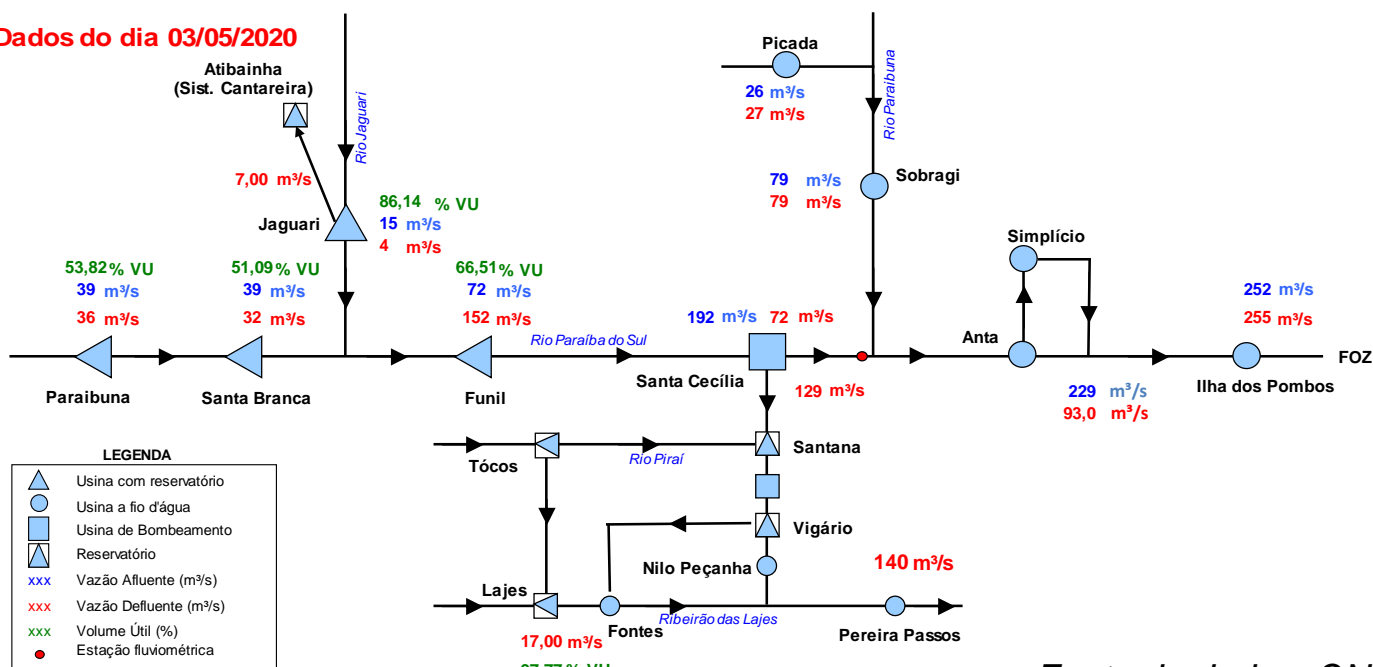 Dados do dia 03/05/2020
Atibainha
(Sist. Cantareira)
Rio Jaguari
7,00 m³/s
Jaguari
86,14 % VU
15 m³/s
4 m³/s
Picada
26 m³/s
27 m³/s
Rio Paraibuna
79 m³/s
79 m³/s
Sobragi
53,82 % VU
39 m³/s
36 m³/s
Paraibuna
51,09 % VU
39 m³/s
32 m³/s
Santa Branca
66,51 % VU
72 m³/s
152 m³/s
Funil
Rio Paraíba do Sul
192 m³/s 72 m³/s
Santa Cecília
129 m³/s
Simplício
Anta
229 m³/s
93,0 m³/s
252 m³/s
255 m³/s
Ilha dos Pombos
FOZ
Tócos
Rio Piraí
Santana
Vigário
Nilo Peçanha
140 m³/s
Lajes
Fontes
Ribeirão das Lajes
Pereira Passos
17,00 m³/s
LEGENDA
Usina com reservatório
Usina a fio d'água
Usina de Bombeamento
Reservatório
xxx Vazão Afluente (m³/s)
xxx Vazão Defluente (m³/s)
xxx Volume Útil (%)
Estação fluviométrica